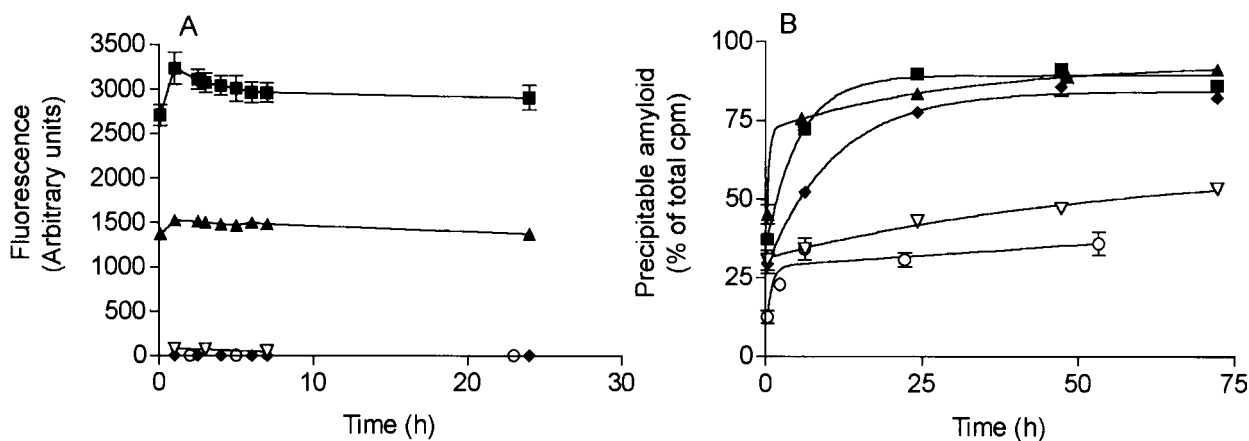 A
Fluorescence
(Arbitrary units)
3500
3000
2500
2000
1500
1000
500
0
0
10
20
30
Time (h)
B
Precipitable amyloid
(% of total cpm)
100
75
50
25
0
0
25
50
75
Time (h)